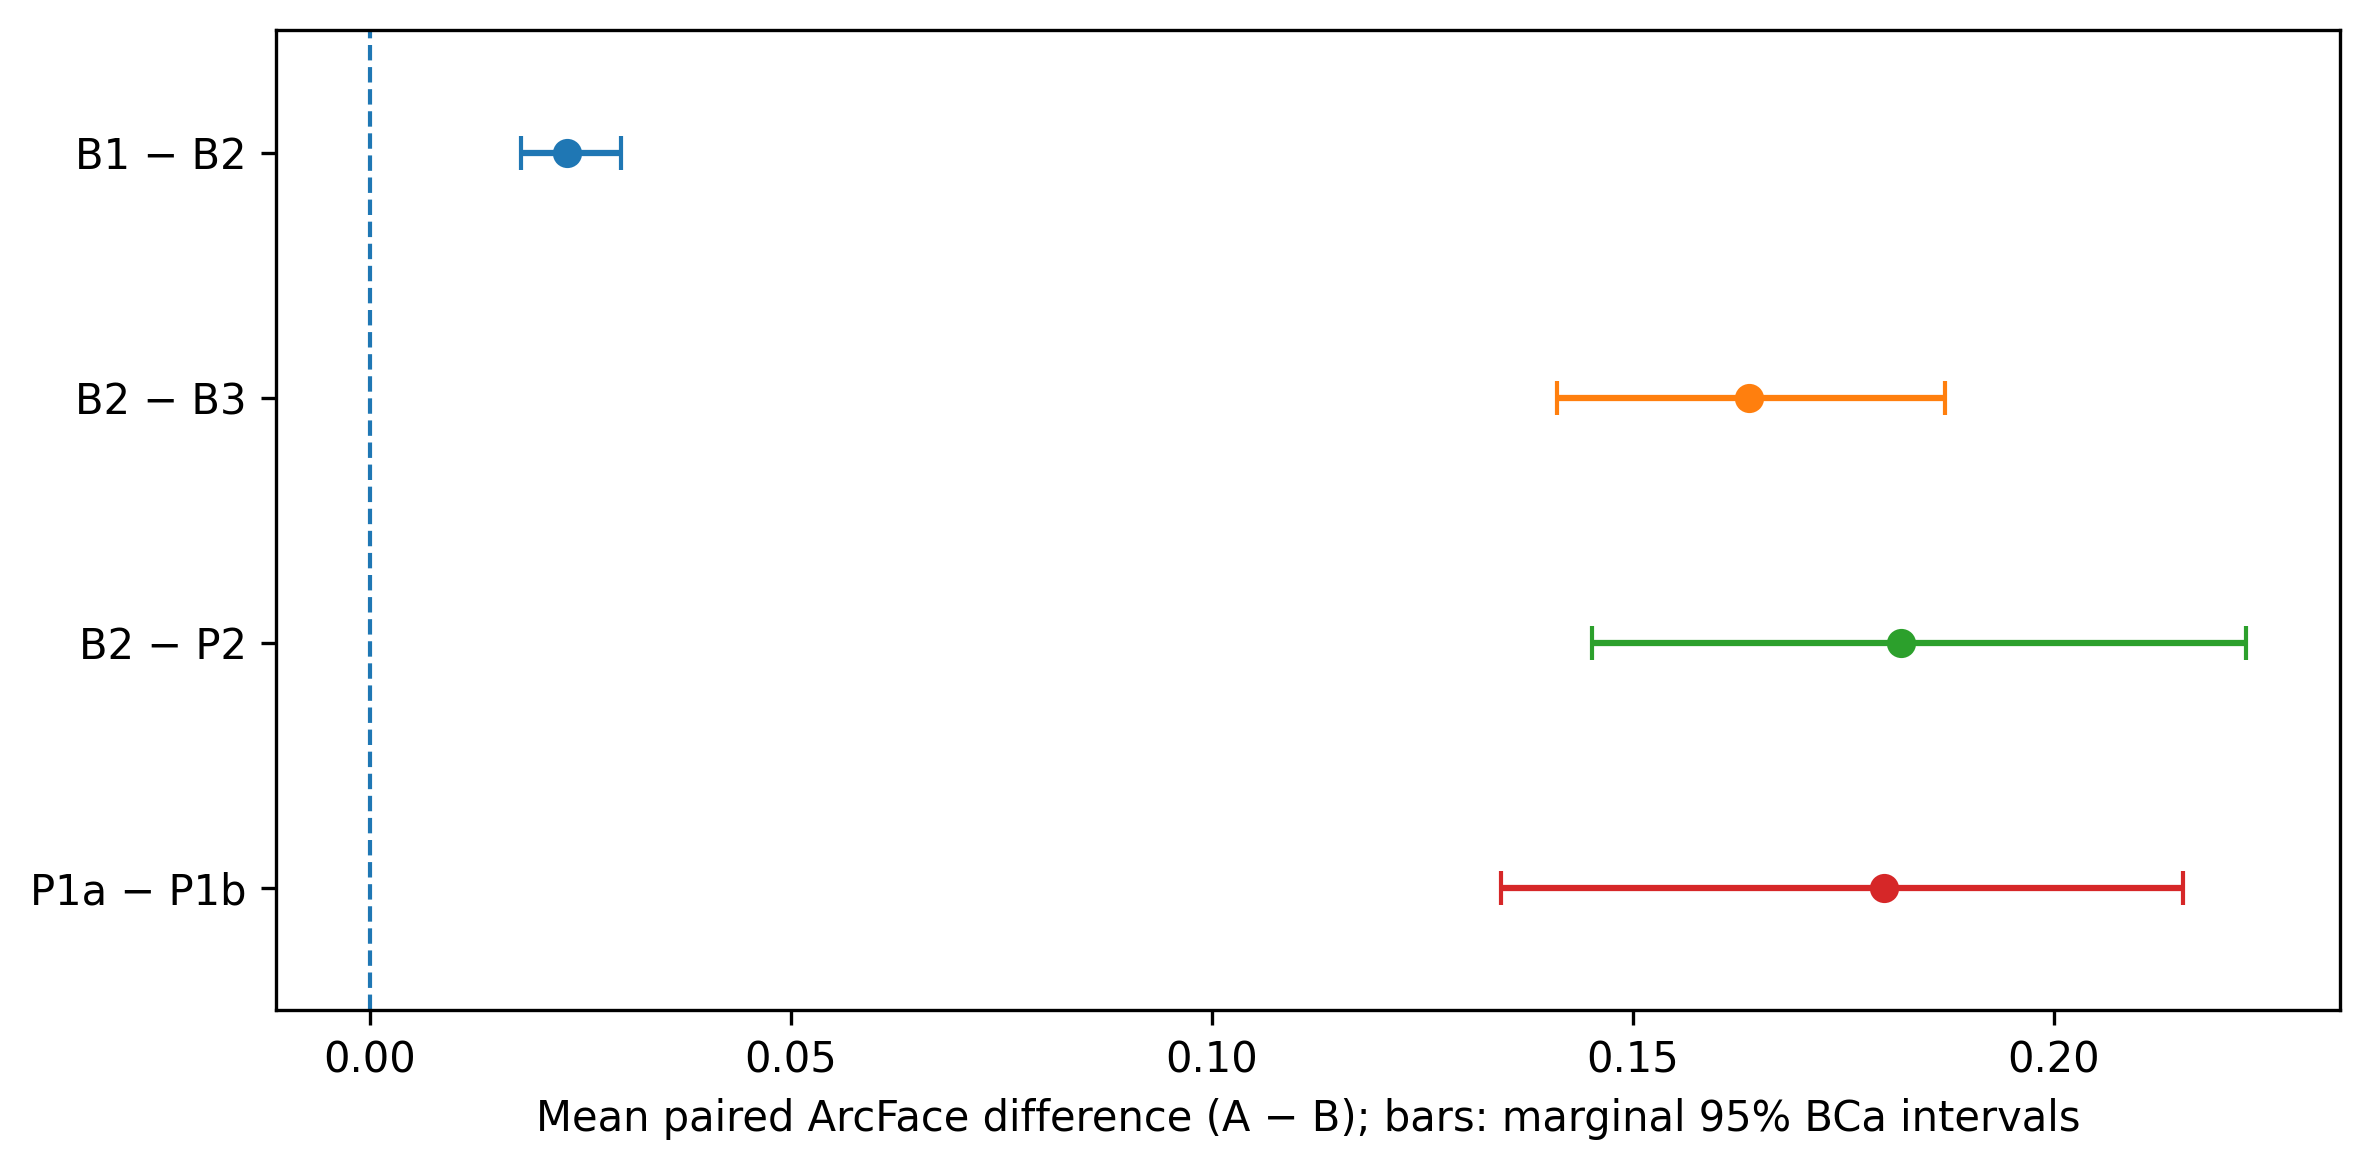 B1 − B2
B2 − B3
B2 − P2
P1a − P1b
0.00 0.05 0.10 0.15 0.20
Mean paired ArcFace difference (A − B); bars: marginal 95% BCa intervals